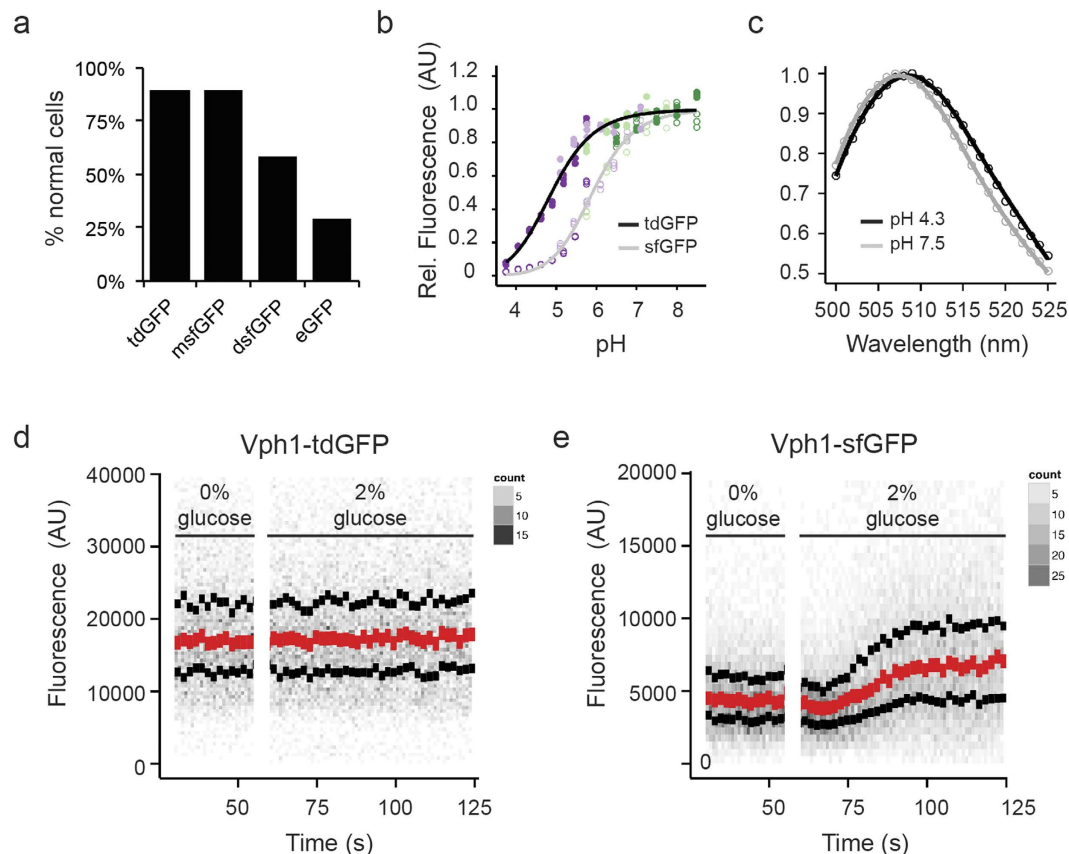 a
% normal cells
100%
75%
50%
25%
0%
tdGFP
msfGFP
dsfGFP
eGFP
b
Rel. Fluorescence (AU)
1.2
1.0
0.8
0.6
0.4
0.2
0
4 5 6 7 8
pH
tdGFP
sfGFP
c
1.0
0.9
0.8
0.7
0.6
0.5
500 505 510 515 520 525
Wavelength (nm)
pH 4.3
pH 7.5
d
Vph1-tdGFP
Fluorescence (AU)
40000
30000
20000
10000
0
0%
glucose
2%
glucose
count
5
10
15
50 75 100 125
Time (s)
e
Vph1-sfGFP
Fluorescence (AU)
20000
15000
10000
5000
0
0%
glucose
2%
glucose
count
5
10
15
20
25
50 75 100 125
Time (s)